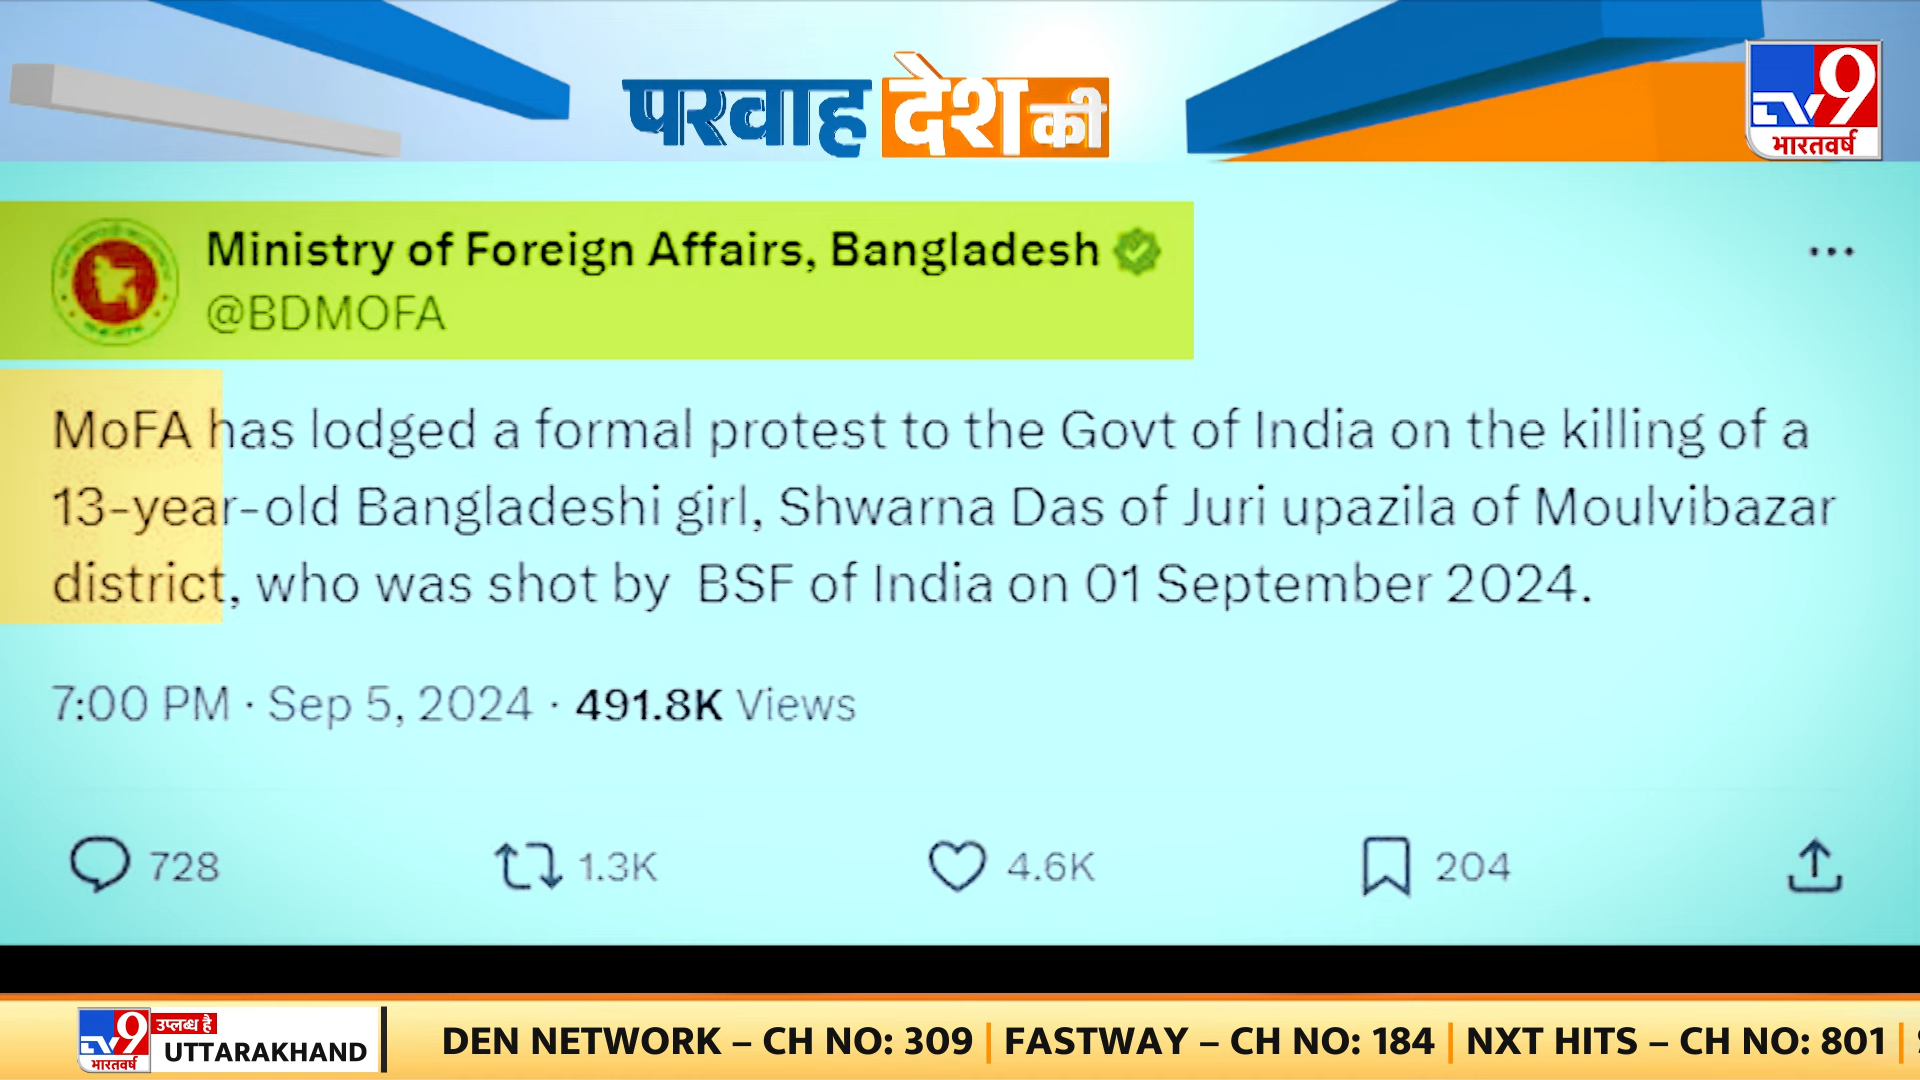 परवाह देश की
TV9
भारतवर्ष
Ministry of Foreign Affairs, Bangladesh
@BDMOFA
MoFA has lodged a formal protest to the Govt of India on the killing of a
13-year-old Bangladeshi girl, Shwarna Das of Juri upazila of Moulvibazar
district, who was shot by BSF of India on 01 September 2024.
7:00 PM · Sep 5, 2024 · 491.8K Views
728 1.3K 4.6K 204
TV9 भारतवर्ष
उपलब्ध है
UTTARAKHAND
DEN NETWORK – CH NO: 309 | FASTWAY – CH NO: 184 | NXT HITS – CH NO: 801 |